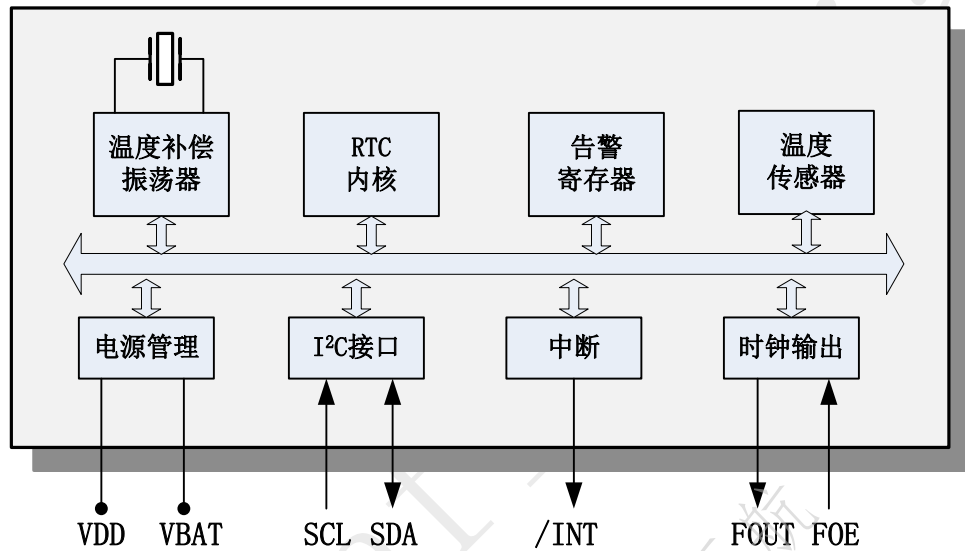 温度补偿
振荡器
RTC
内核
告警
寄存器
温度
传感器
电源管理
I²C接口
中断
时钟输出
VDD VBAT SCL SDA /INT FOUT FOE